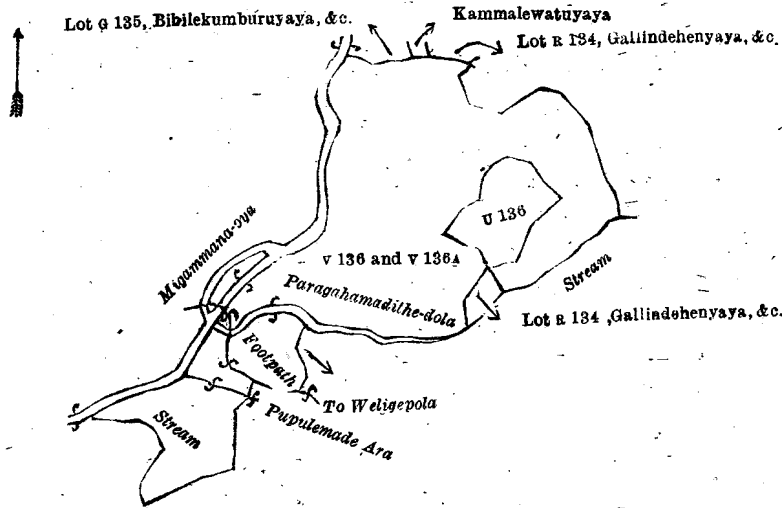 Lot G 135, Bibilekumburuyaya, &c.
Kammalewatuyaya
Lot R 134, Gallindehenyaya, &c.
U 136
Migammana-oya
V 136 and V 136A
Stream
Paragahamadithe-dola
Lot R 134 ,Gallindehenyaya, &c.
Footpath
To Weligepola
Stream
Pupulemade Ara